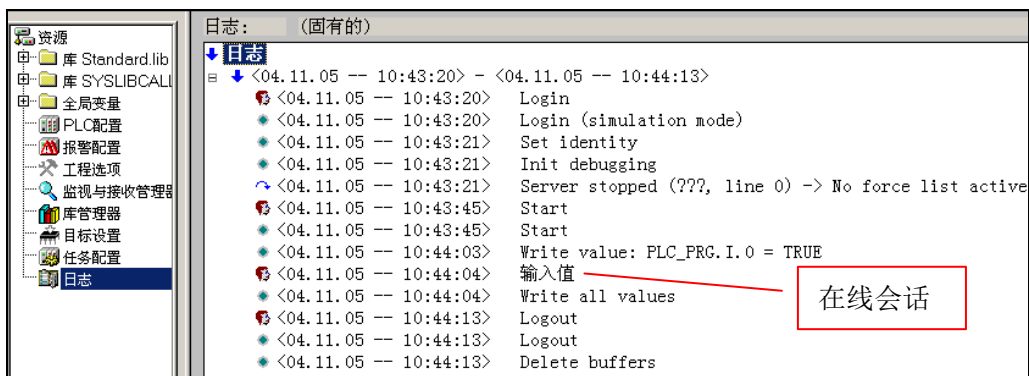 资源
库 Standard.lib
库 SYSLIBCALL
全局变量
PLC配置
报警配置
工程选项
监视与接收管理器
库管理器
目标设置
任务配置
日志
日志： (固有的)
日志
<04.11.05 -- 10:43:20> - <04.11.05 -- 10:44:13>
<04.11.05 -- 10:43:20> Login
<04.11.05 -- 10:43:20> Login (simulation mode)
<04.11.05 -- 10:43:21> Set identity
<04.11.05 -- 10:43:21> Init debugging
<04.11.05 -- 10:43:21> Server stopped (???, line 0) -> No force list active
<04.11.05 -- 10:43:45> Start
<04.11.05 -- 10:43:45> Start
<04.11.05 -- 10:44:03> Write value: PLC_PRG.I.0 = TRUE
<04.11.05 -- 10:44:04> 输入值
<04.11.05 -- 10:44:04> Write all values
<04.11.05 -- 10:44:13> Logout
<04.11.05 -- 10:44:13> Logout
<04.11.05 -- 10:44:13> Delete buffers
在线会话